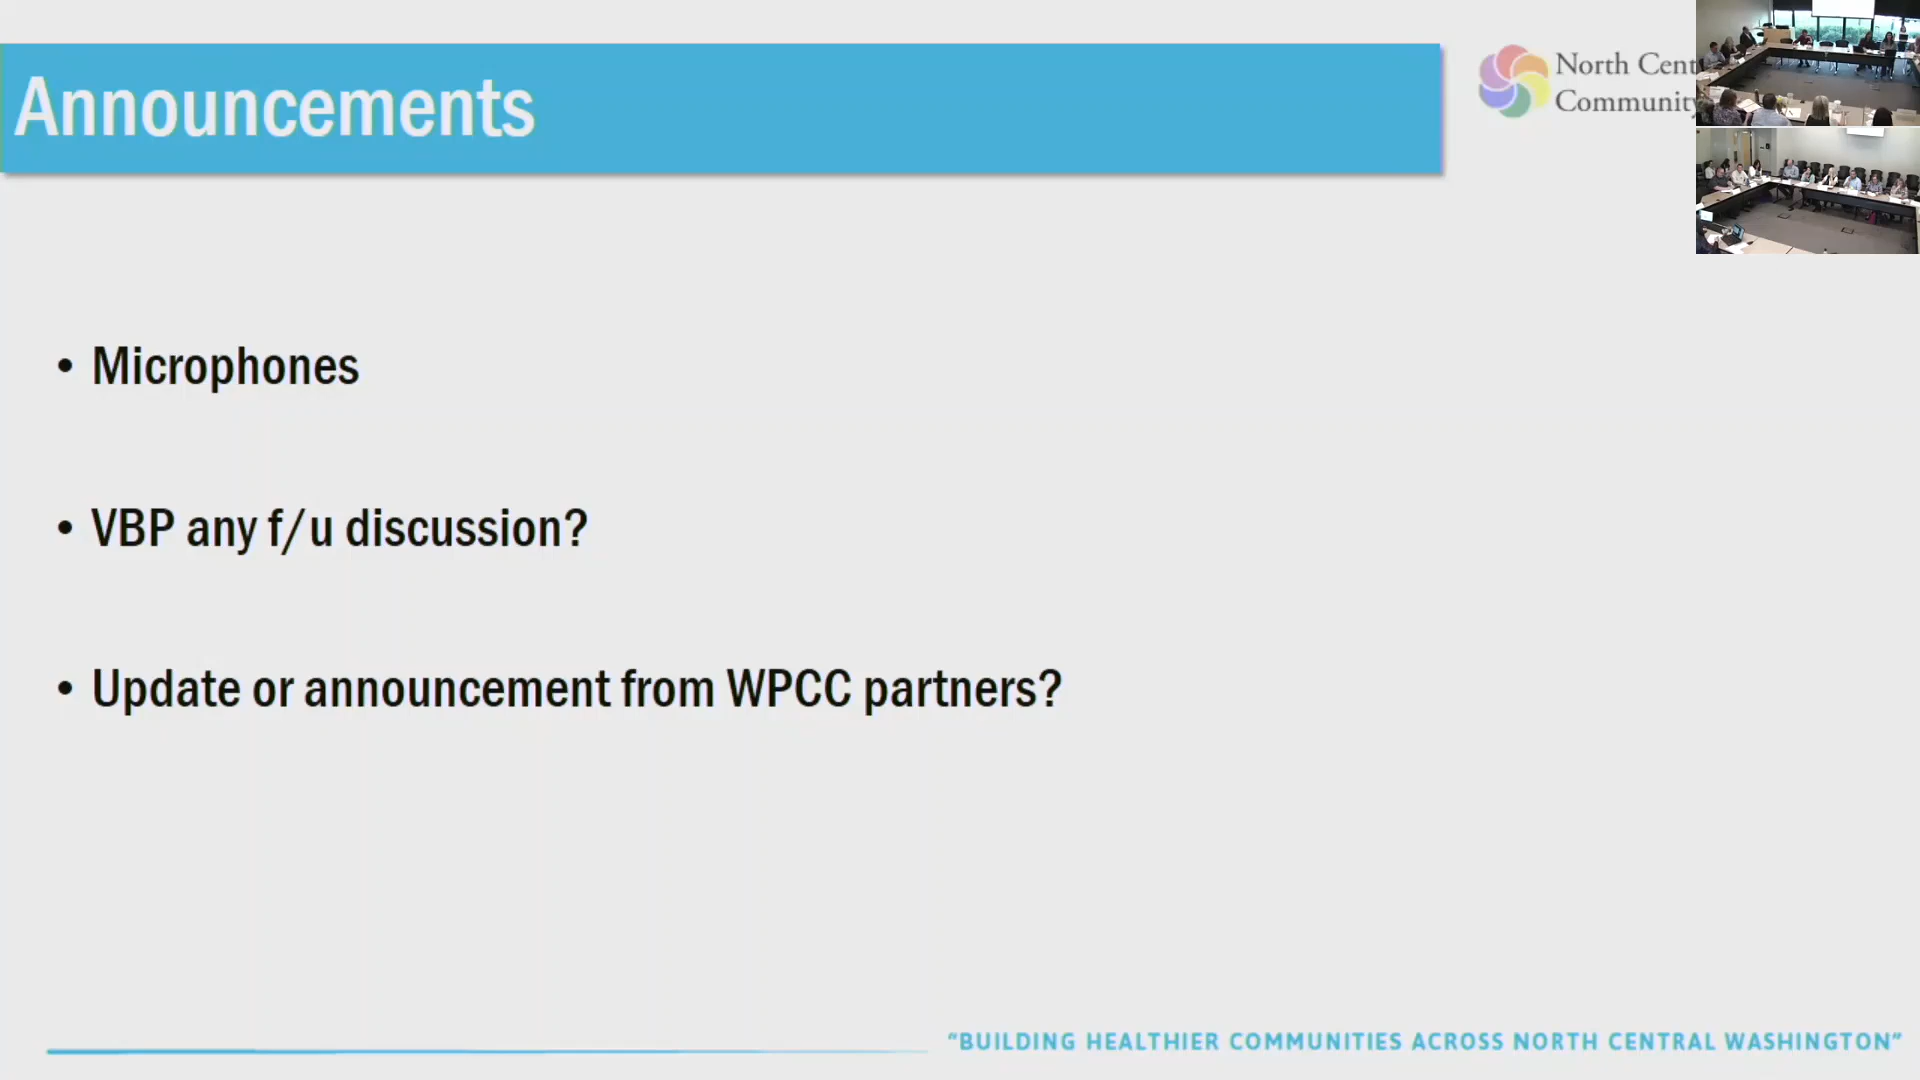 Announcements
North Cent
Community
• Microphones
• VBP any f/u discussion?
• Update or announcement from WPCC partners?
“BUILDING HEALTHIER COMMUNITIES ACROSS NORTH CENTRAL WASHINGTON”